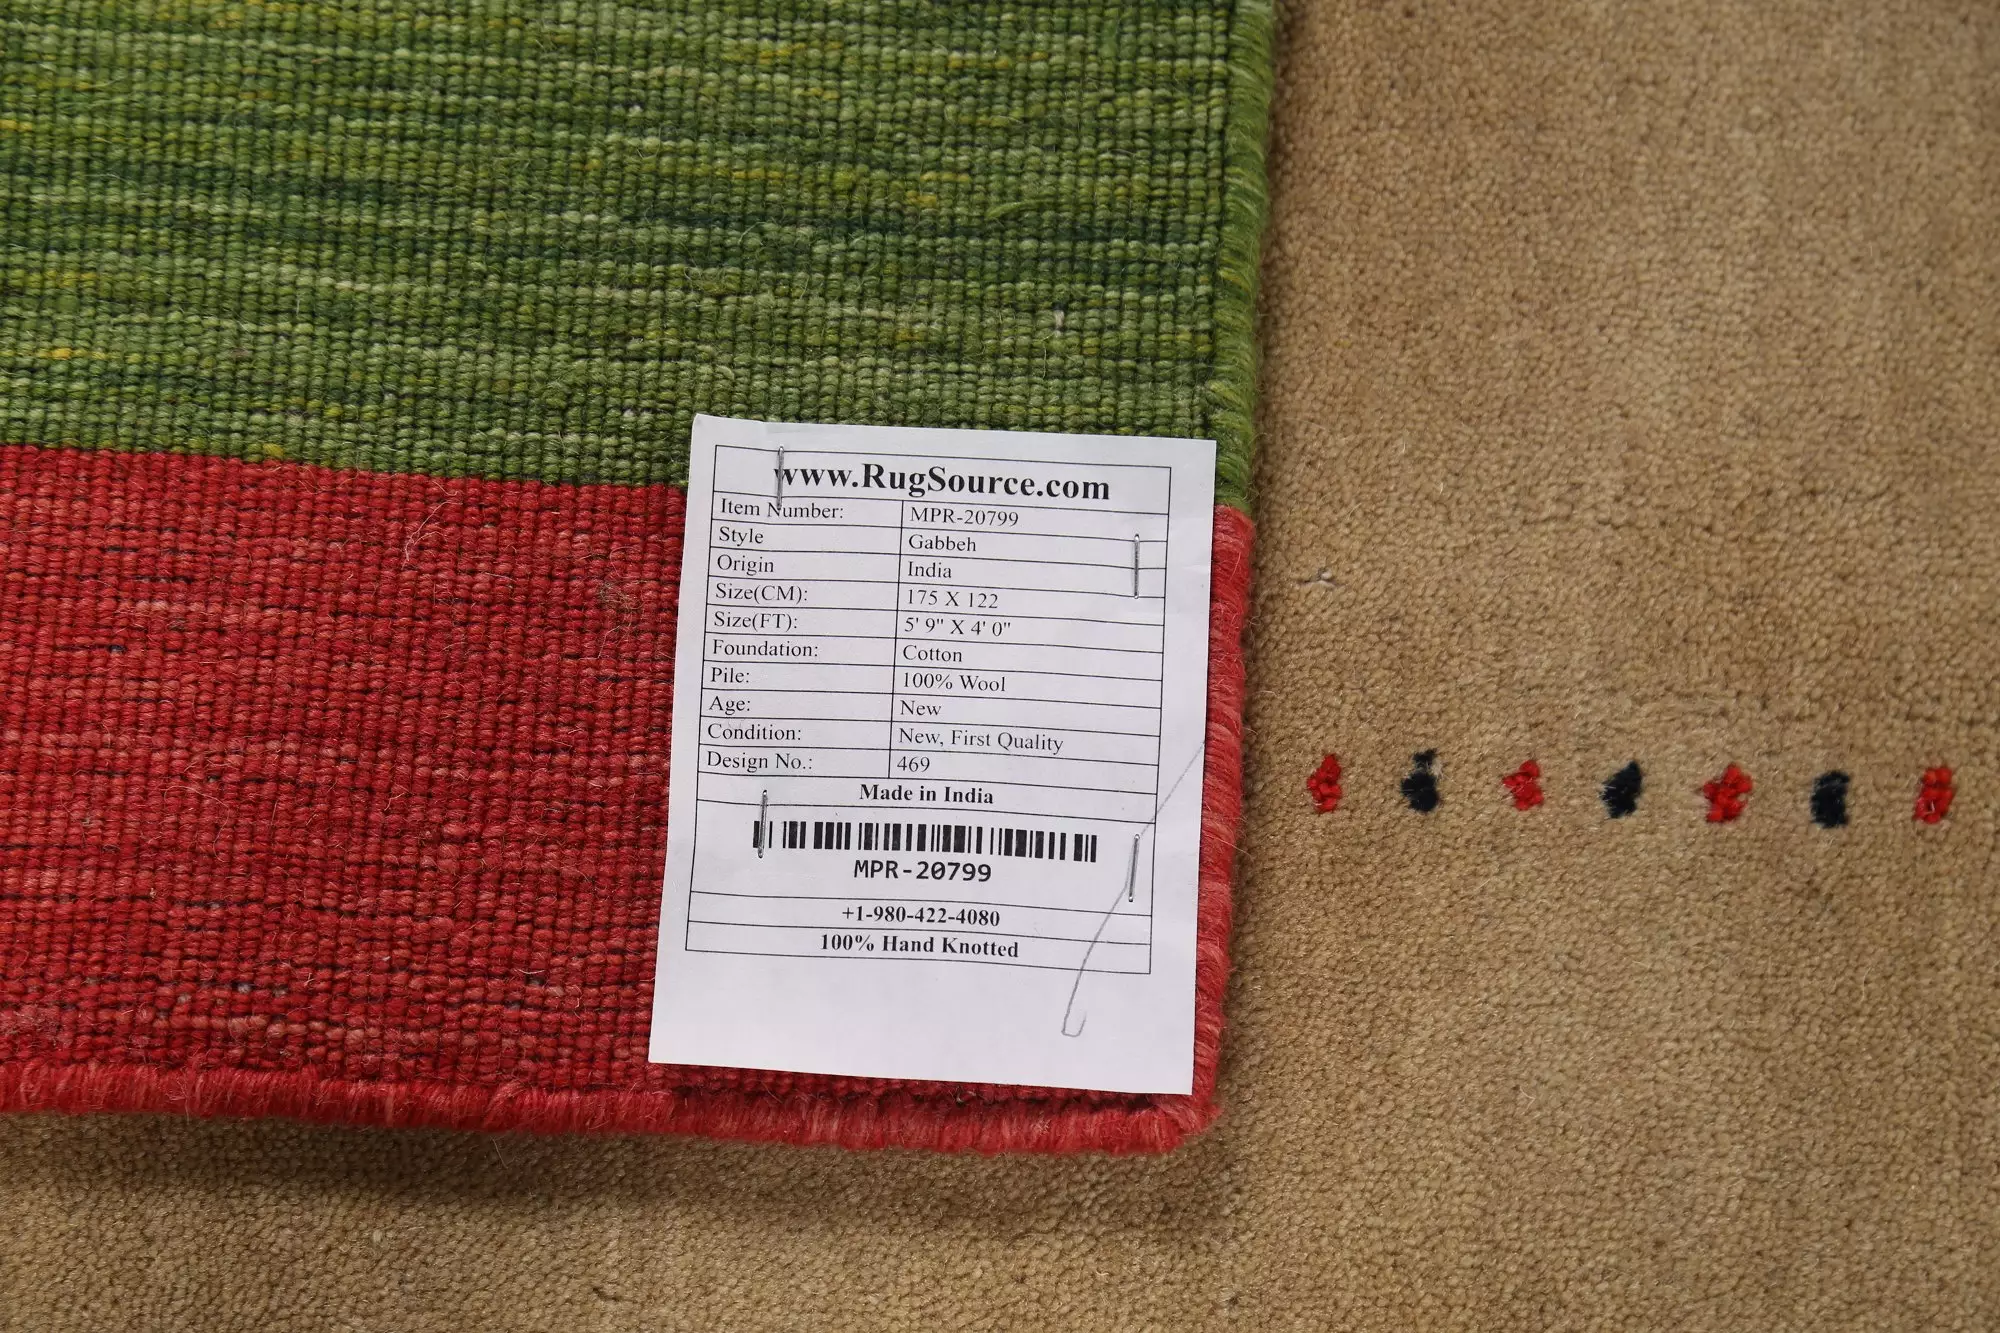 www.RugSource.com
Item Number: MPR-20799
Style Gabbeh
Origin India
Size(CM): 175 X 122
Size(FT): 5' 9" X 4' 0"
Foundation: Cotton
Pile: 100% Wool
Age: New
Condition: New, First Quality
Design No.: 469
Made in India
MPR-20799
+1-980-422-4080
100% Hand Knotted